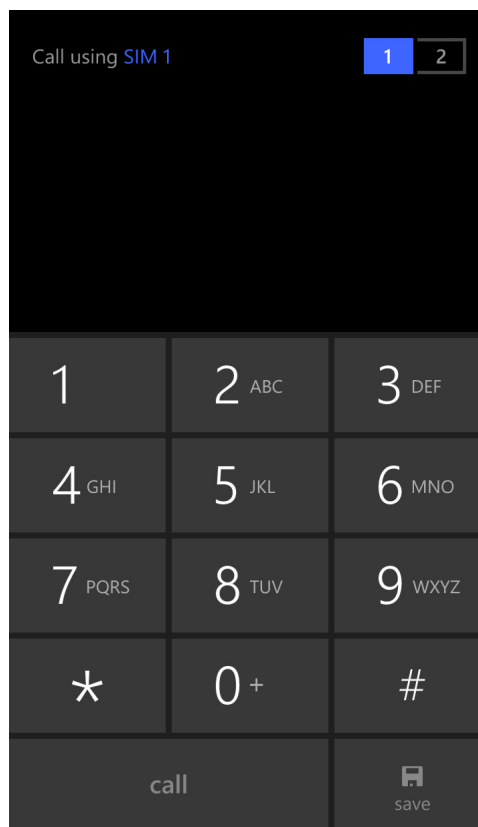 Call using SIM 1 1 2
1 2 ABC 3 DEF
4 GHI 5 JKL 6 MNO
7 PQRS 8 TUV 9 WXYZ
* 0 + #
call save